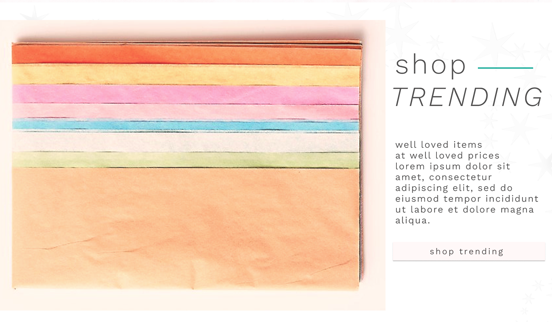 shop
TRENDING
well loved items
at well loved prices
lorem ipsum dolor sit
amet, consectetur
adipiscing elit, sed do
eiusmod tempor incididunt
ut labore et dolore magna
aliqua.
shop trending